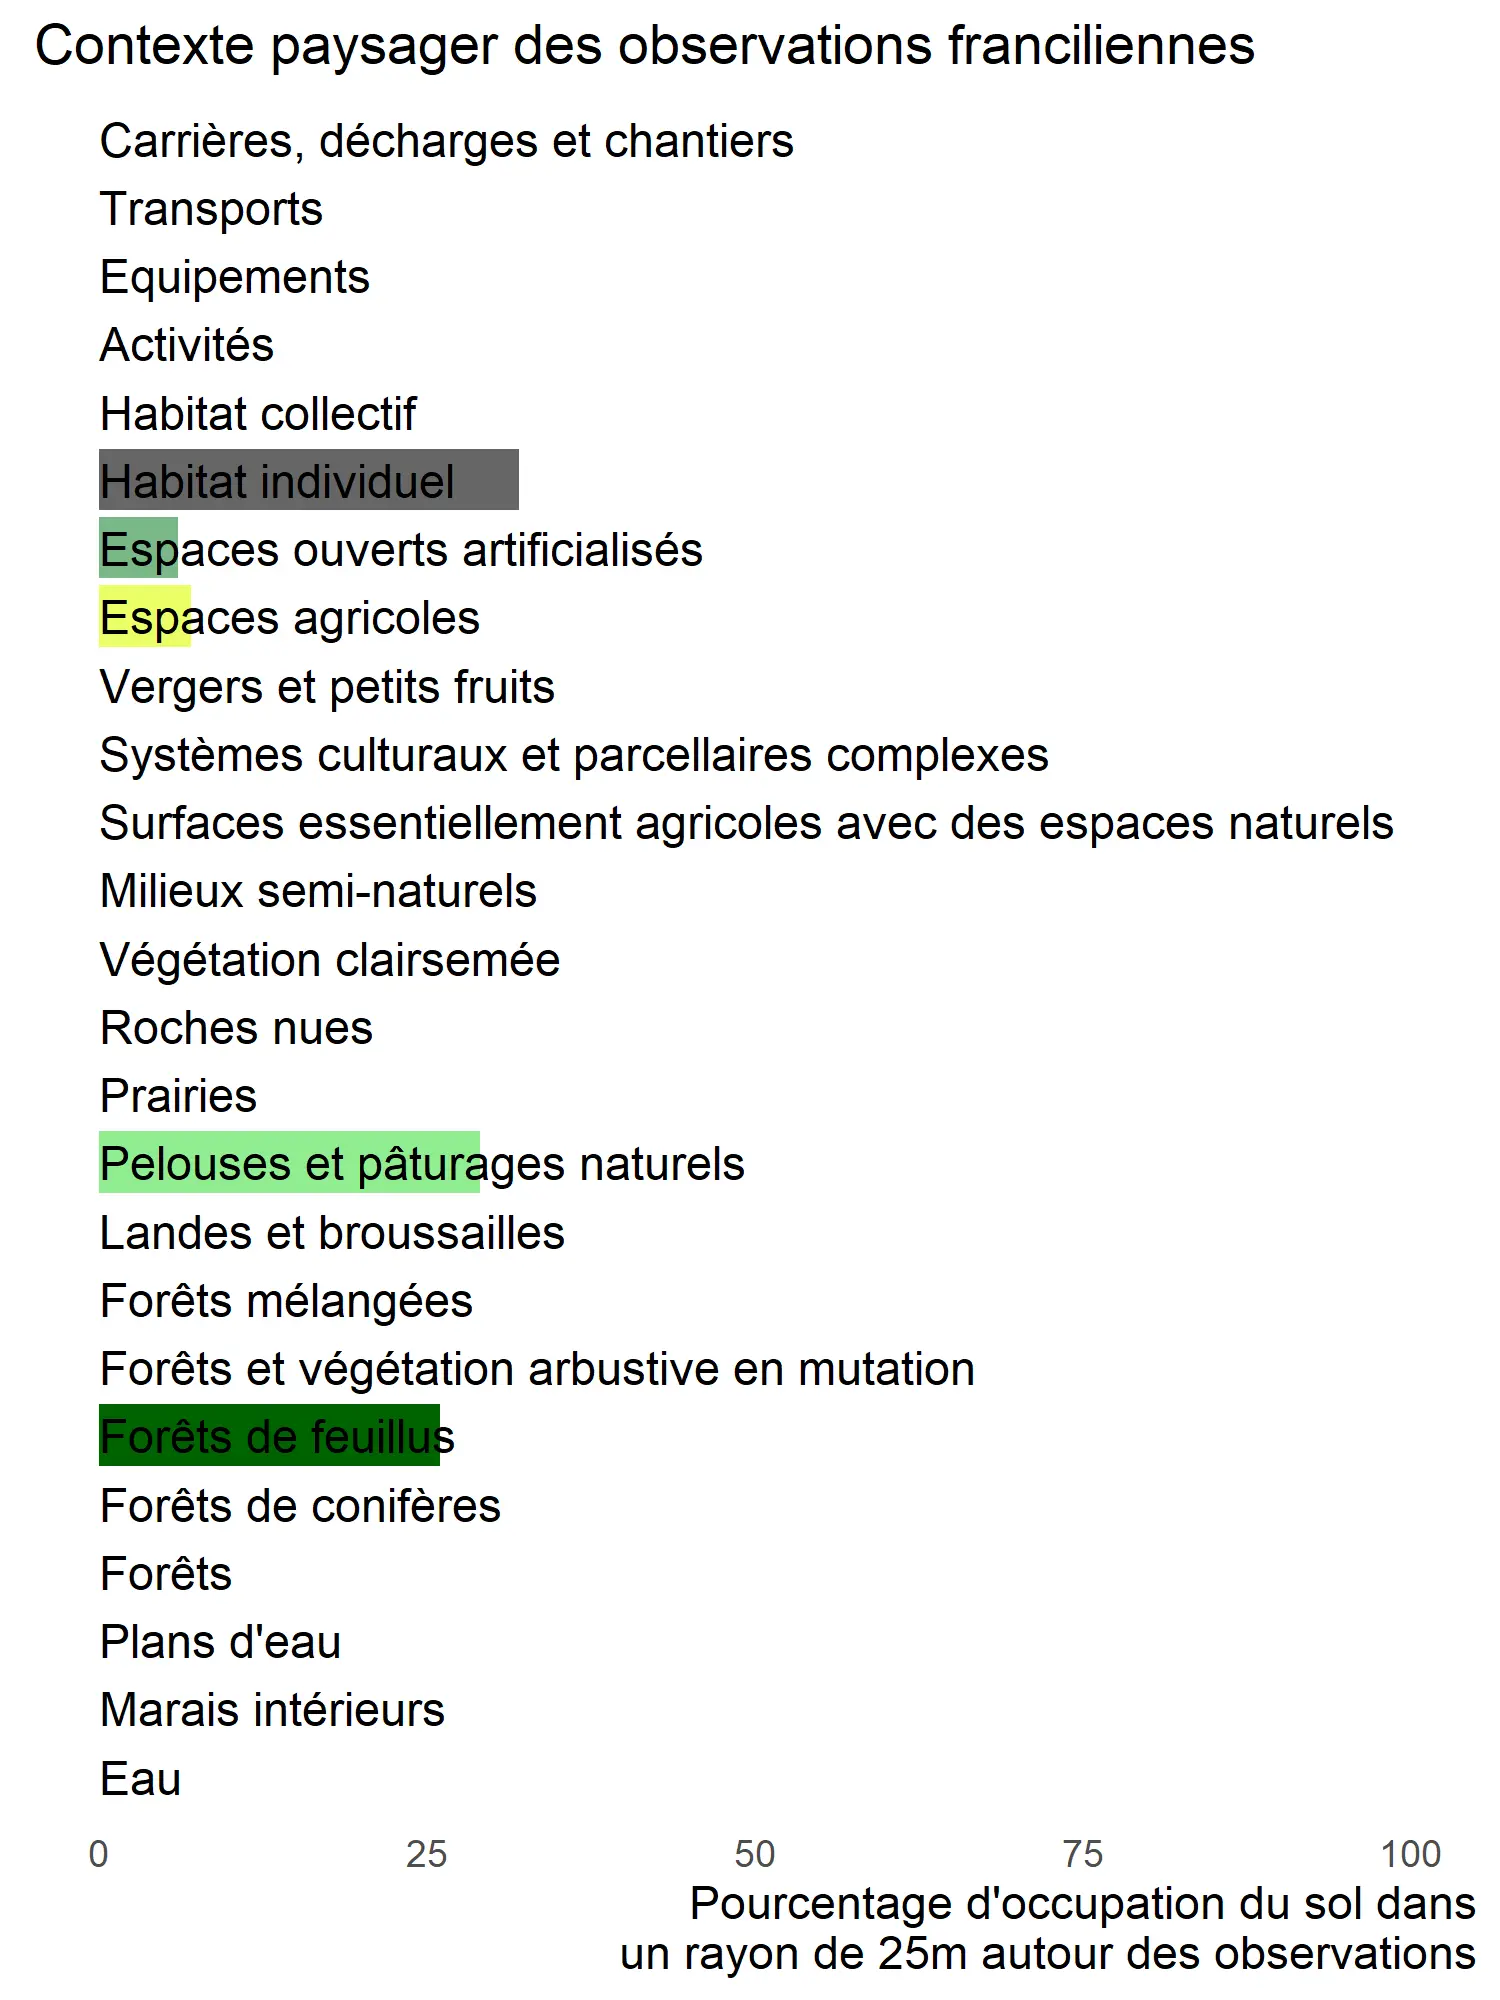 Contexte paysager des observations franciliennes
Carrières, décharges et chantiers
Transports
Equipements
Activités
Habitat collectif
Habitat individuel
Espaces ouverts artificialisés
Espaces agricoles
Vergers et petits fruits
Systèmes culturaux et parcellaires complexes
Surfaces essentiellement agricoles avec des espaces naturels
Milieux semi-naturels
Végétation clairsemée
Roches nues
Prairies
Pelouses et pâturages naturels
Landes et broussailles
Forêts mélangées
Forêts et végétation arbustive en mutation
Forêts de feuillus
Forêts de conifères
Forêts
Plans d'eau
Marais intérieurs
Eau
0 25 50 75 100
Pourcentage d'occupation du sol dans
un rayon de 25m autour des observations